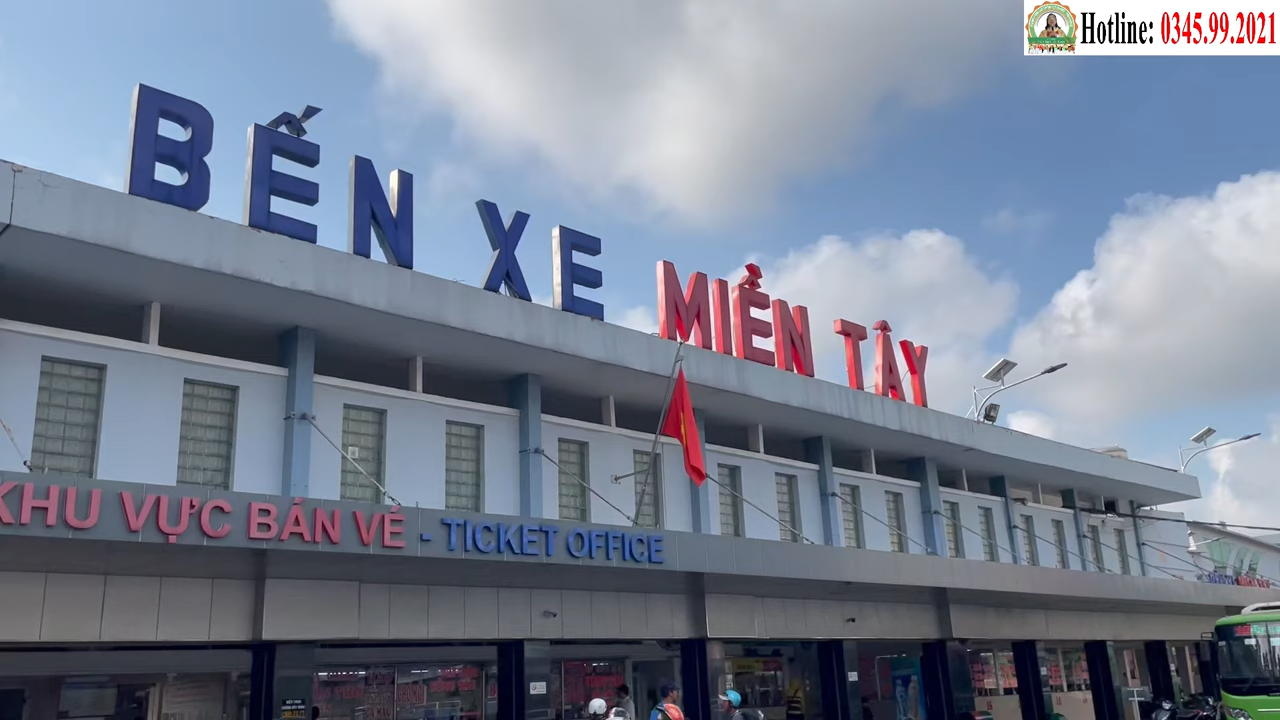 Hotline: 0345.99.2021
BẾN XE MIỀN TÂY
KHU VỰC BÁN VÉ - TICKET OFFICE